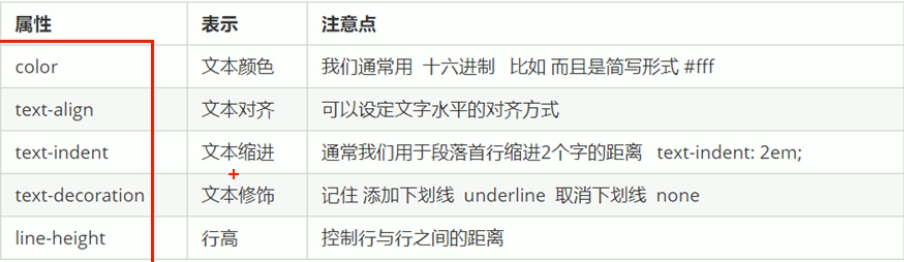 属性 表示 注意点
color 文本颜色 我们通常用 十六进制 比如 而且是简写形式 #fff
text-align 文本对齐 可以设定文字水平的对齐方式
text-indent 文本缩进 通常我们用于段落首行缩进2个字的距离 text-indent: 2em;
text-decoration 文本修饰 记住 添加下划线 underline 取消下划线 none
line-height 行高 控制行与行之间的距离